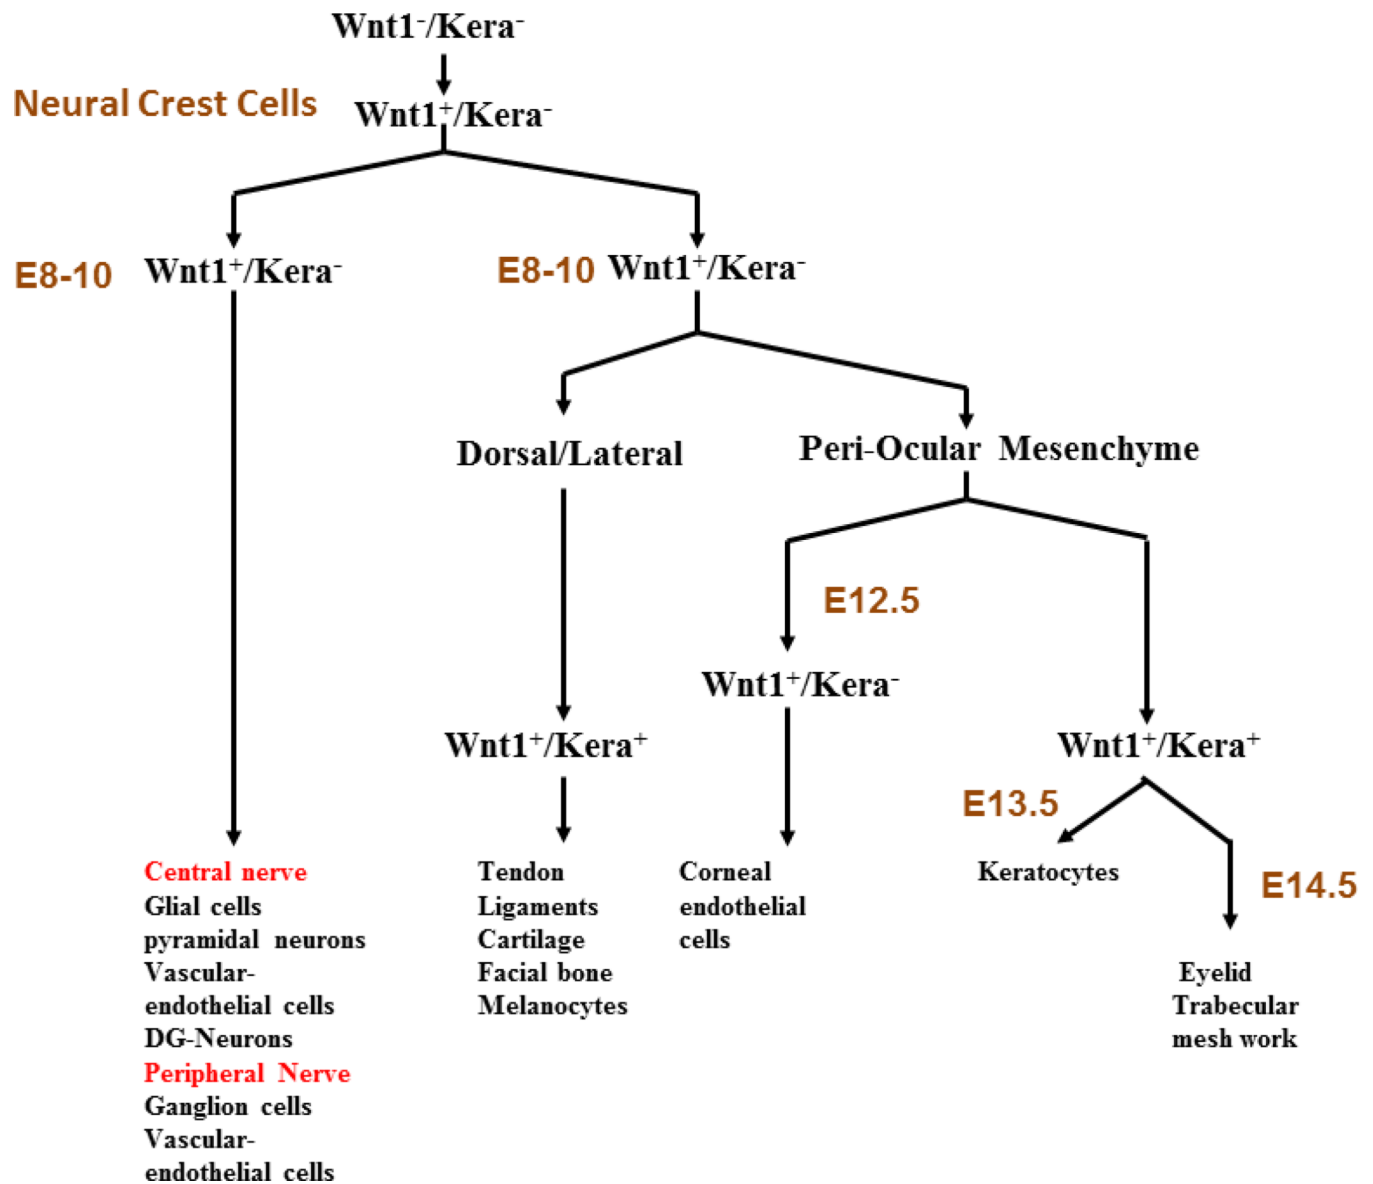 Wnt1⁻/Kera⁻
Neural Crest Cells
Wnt1⁺/Kera⁻
E8-10
Wnt1⁺/Kera⁻
E8-10
Wnt1⁺/Kera⁻
Dorsal/Lateral
Peri-Ocular Mesenchyme
E12.5
Wnt1⁺/Kera⁻
Wnt1⁺/Kera⁺
Wnt1⁺/Kera⁺
E13.5
E14.5
Central nerve
Glial cells
pyramidal neurons
Vascular-
endothelial cells
DG-Neurons
Peripheral Nerve
Ganglion cells
Vascular-
endothelial cells
Tendon
Ligaments
Cartilage
Facial bone
Melanocytes
Corneal
endothelial
cells
Keratocytes
Eyelid
Trabecular
mesh work